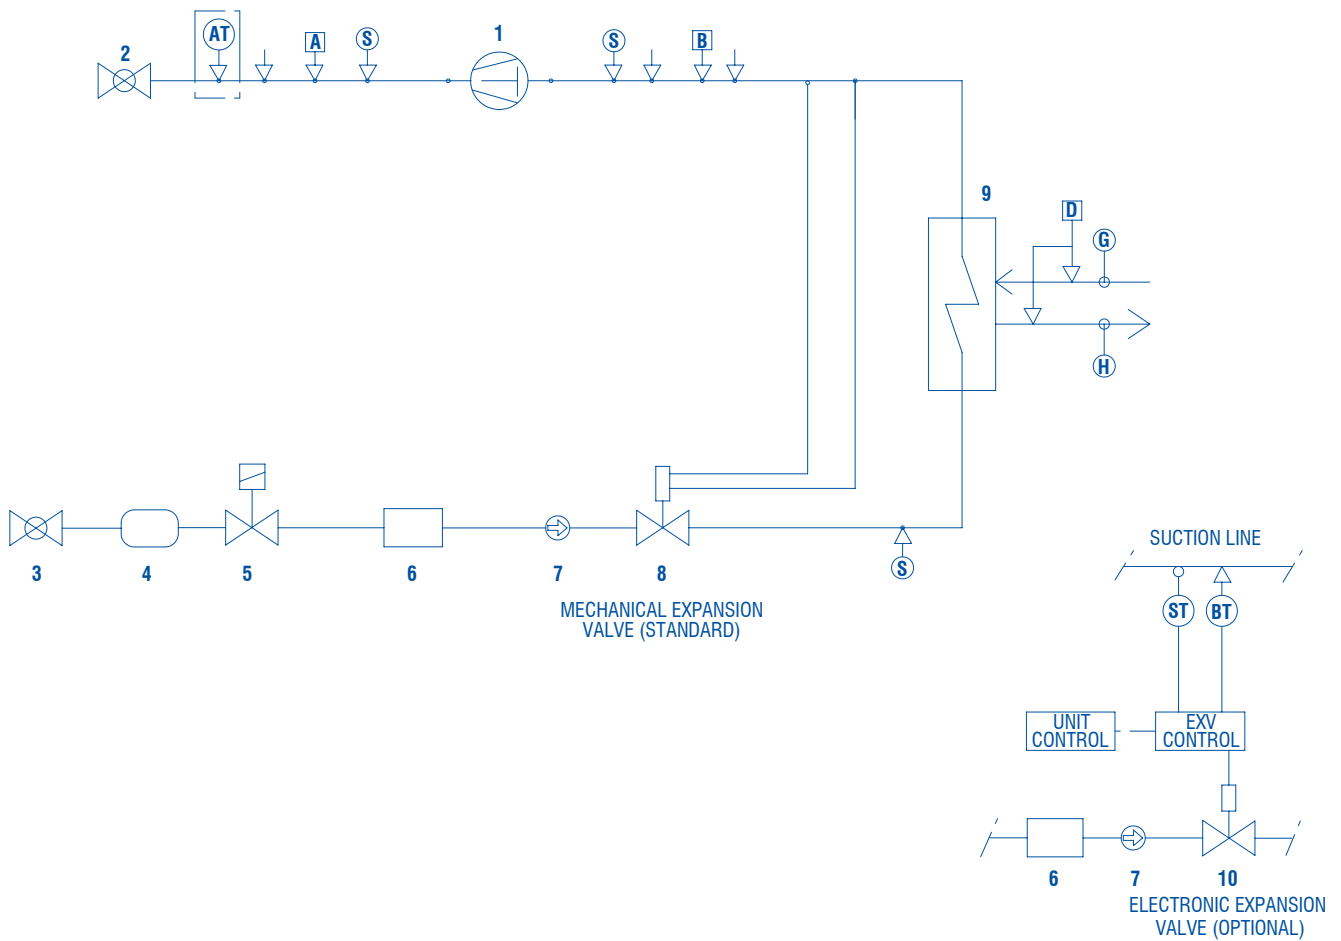 AT
2
A
S
1
S
B
9
D
G
H
3
4
5
6
7
8
S
MECHANICAL EXPANSION
VALVE (STANDARD)
SUCTION LINE
ST
BT
UNIT
CONTROL
EXV
CONTROL
6
7
10
ELECTRONIC EXPANSION
VALVE (OPTIONAL)